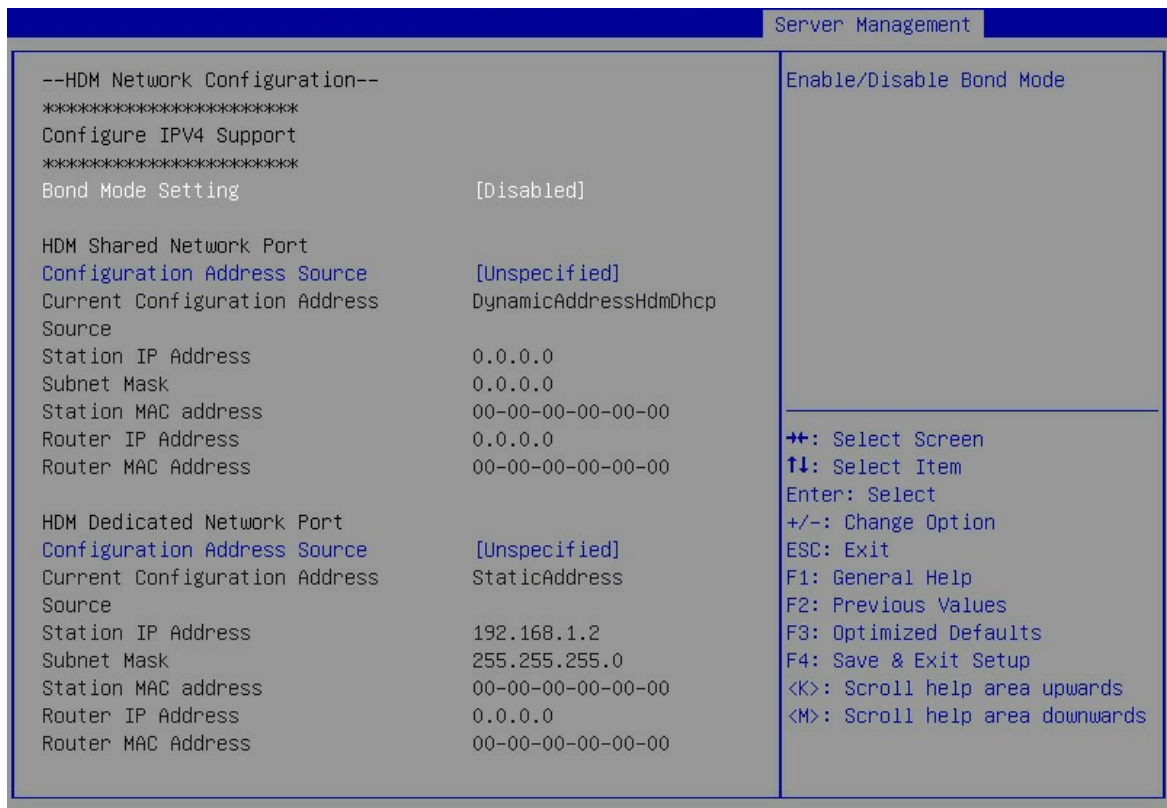 Server Management
--HDM Network Configuration--
**********************
Configure IPV4 Support
**********************
Bond Mode Setting [Disabled]
HDM Shared Network Port
Configuration Address Source [Unspecified]
Current Configuration Address DynamicAddressHdmDhcp
Source
Station IP Address 0.0.0.0
Subnet Mask 0.0.0.0
Station MAC address 00-00-00-00-00-00
Router IP Address 0.0.0.0
Router MAC Address 00-00-00-00-00-00
HDM Dedicated Network Port
Configuration Address Source [Unspecified]
Current Configuration Address StaticAddress
Source
Station IP Address 192.168.1.2
Subnet Mask 255.255.255.0
Station MAC address 00-00-00-00-00-00
Router IP Address 0.0.0.0
Router MAC Address 00-00-00-00-00-00
Enable/Disable Bond Mode
→←: Select Screen
↑↓: Select Item
Enter: Select
+/-: Change Option
ESC: Exit
F1: General Help
F2: Previous Values
F3: Optimized Defaults
F4: Save & Exit Setup
<K>: Scroll help area upwards
<M>: Scroll help area downwards